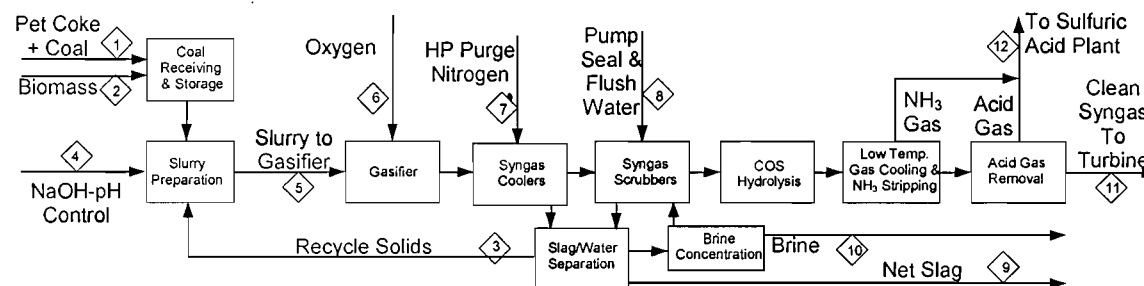 Pet Coke
+ Coal
1
Biomass
2
Coal
Receiving
& Storage
4
NaOH-pH
Control
Slurry
Preparation
Slurry to
Gasifier
5
Oxygen
6
Gasifier
HP Purge
Nitrogen
7
Syngas
Coolers
Pump
Seal &
Flush
Water
8
Syngas
Scrubbers
COS
Hydrolysis
NH3
Gas
Low Temp.
Gas Cooling &
NH3 Stripping
Acid
Gas
12
To Sulfuric
Acid Plant
Acid Gas
Removal
Clean
Syngas
To
Turbine
11
Recycle Solids
3
Slag/Water
Separation
Brine
Concentration
Brine
10
Net Slag
9